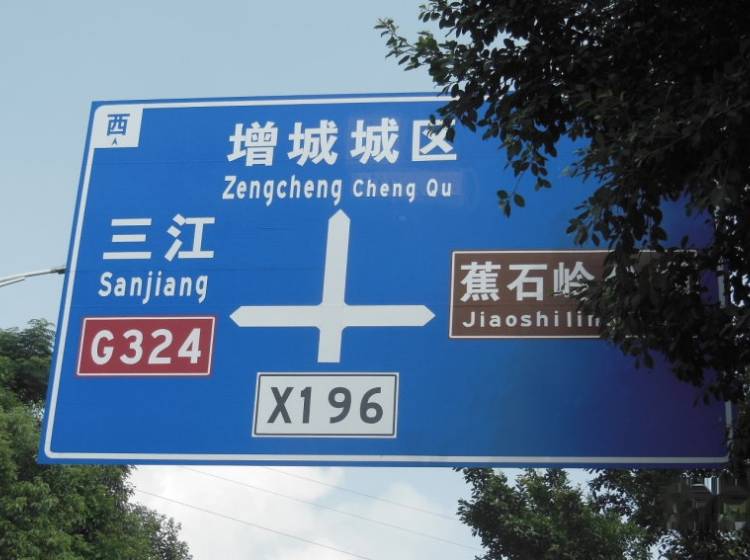 西
增城城区
Zengcheng Cheng Qu
三江
Sanjiang
蕉石岭
G324
X196